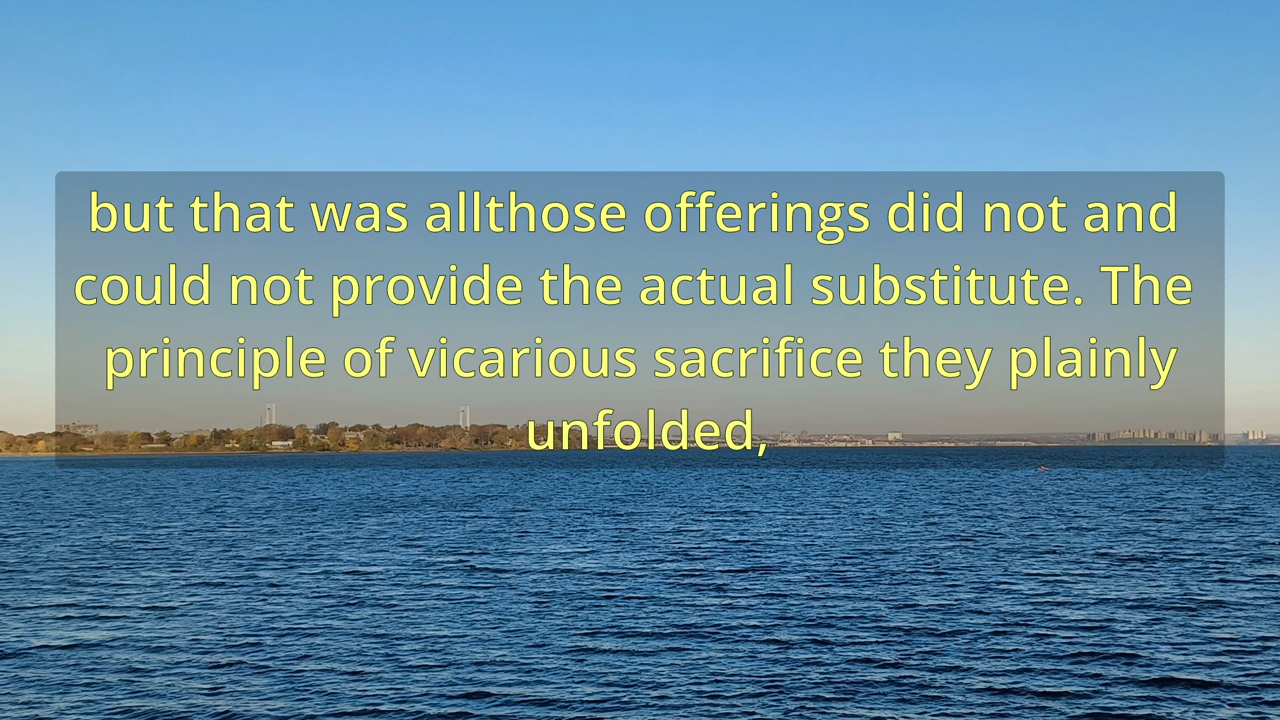 but that was allthose offerings did not and
could not provide the actual substitute. The
principle of vicarious sacrifice they plainly
unfolded,